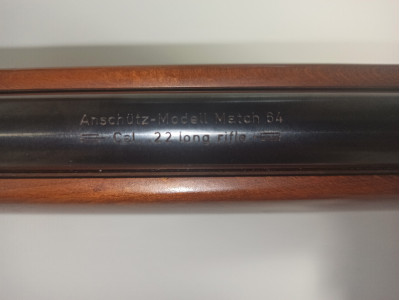 Anschütz-Modell Match 64
Cal. .22 long rifle